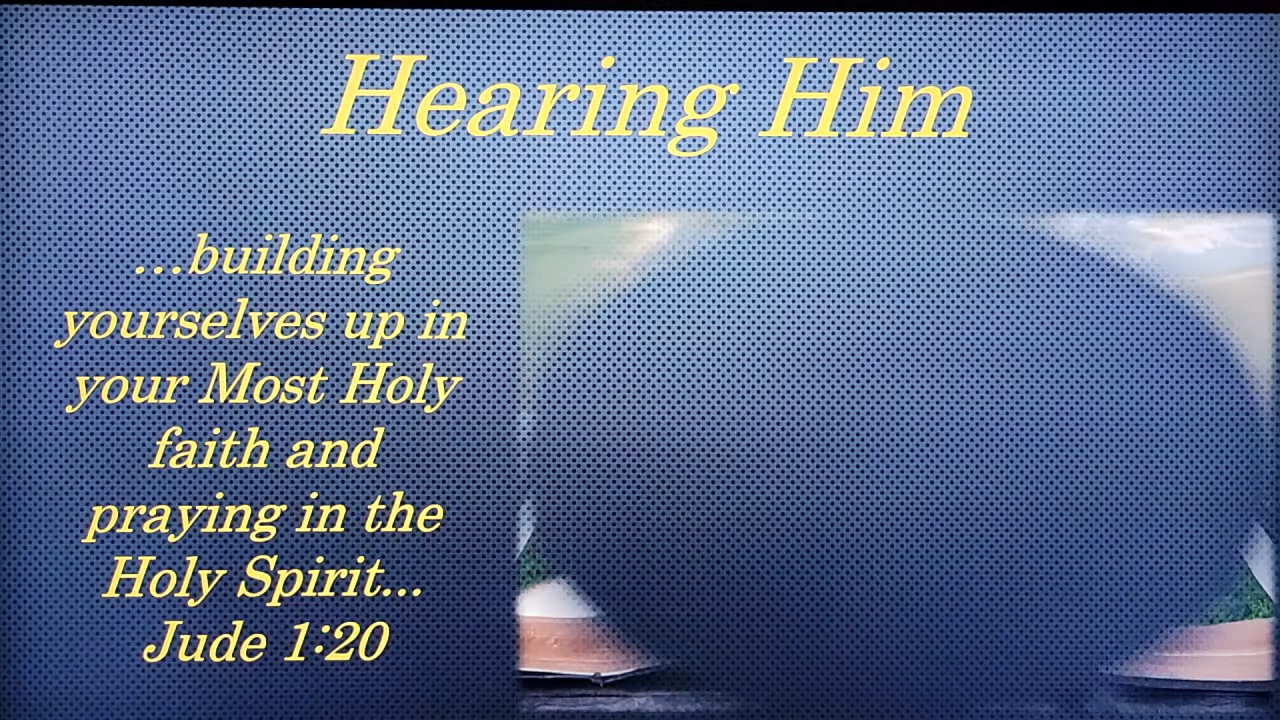 Hearing Him
...building
yourselves up in
your Most Holy
faith and
praying in the
Holy Spirit...
Jude 1:20